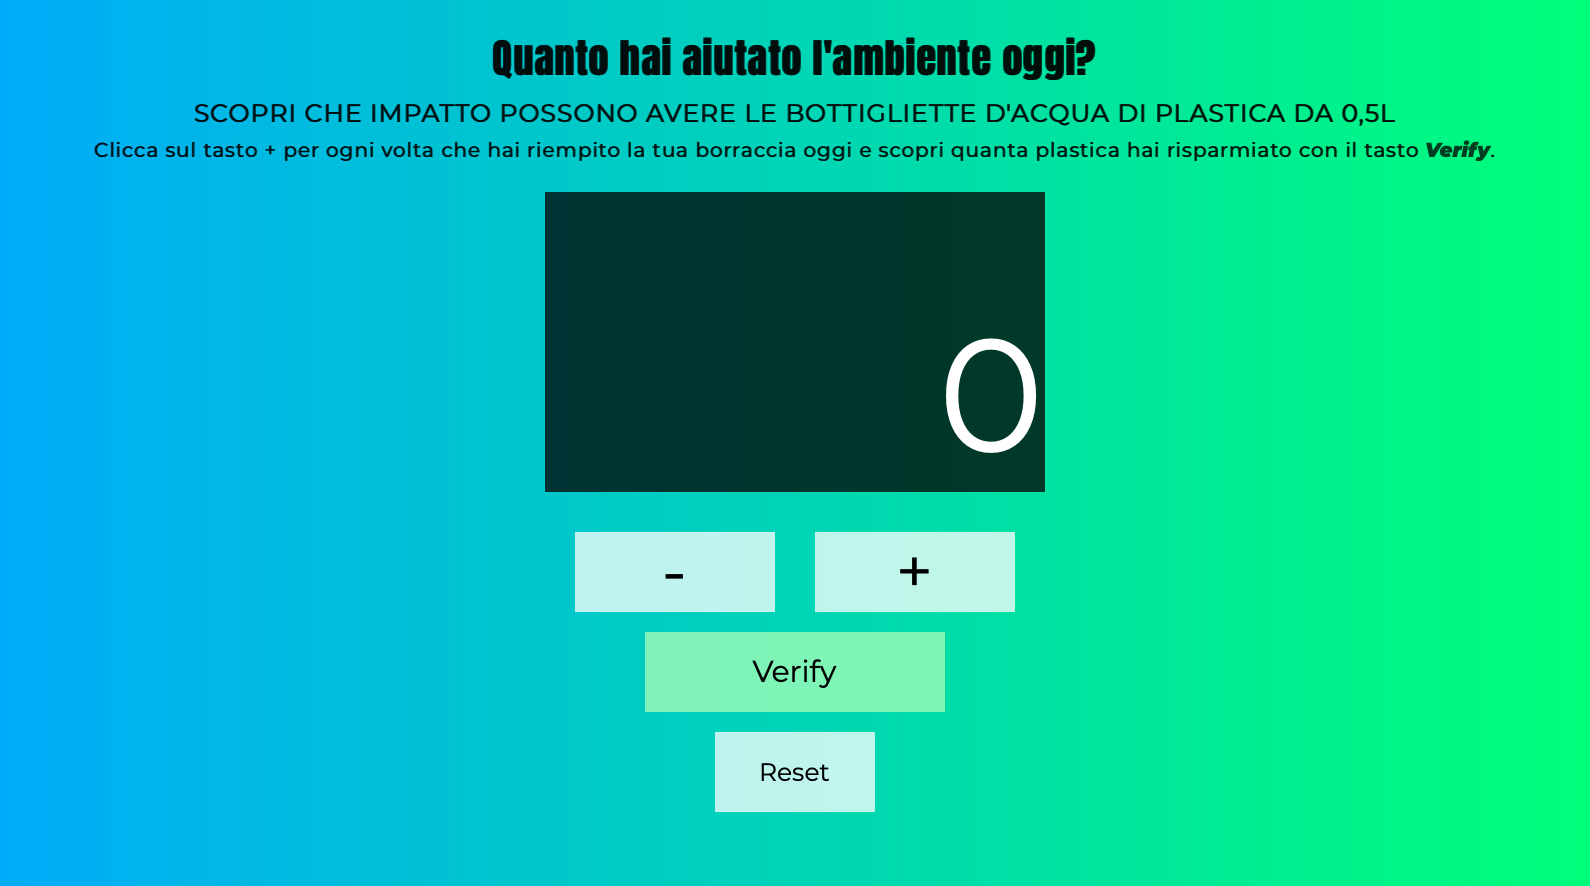 Quanto hai aiutato l'ambiente oggi?
SCOPRI CHE IMPATTO POSSONO AVERE LE BOTTIGLIETTE D'ACQUA DI PLASTICA DA 0,5L
Clicca sul tasto + per ogni volta che hai riempito la tua borraccia oggi e scopri quanta plastica hai risparmiato con il tasto Verify.
0
- +
Verify
Reset